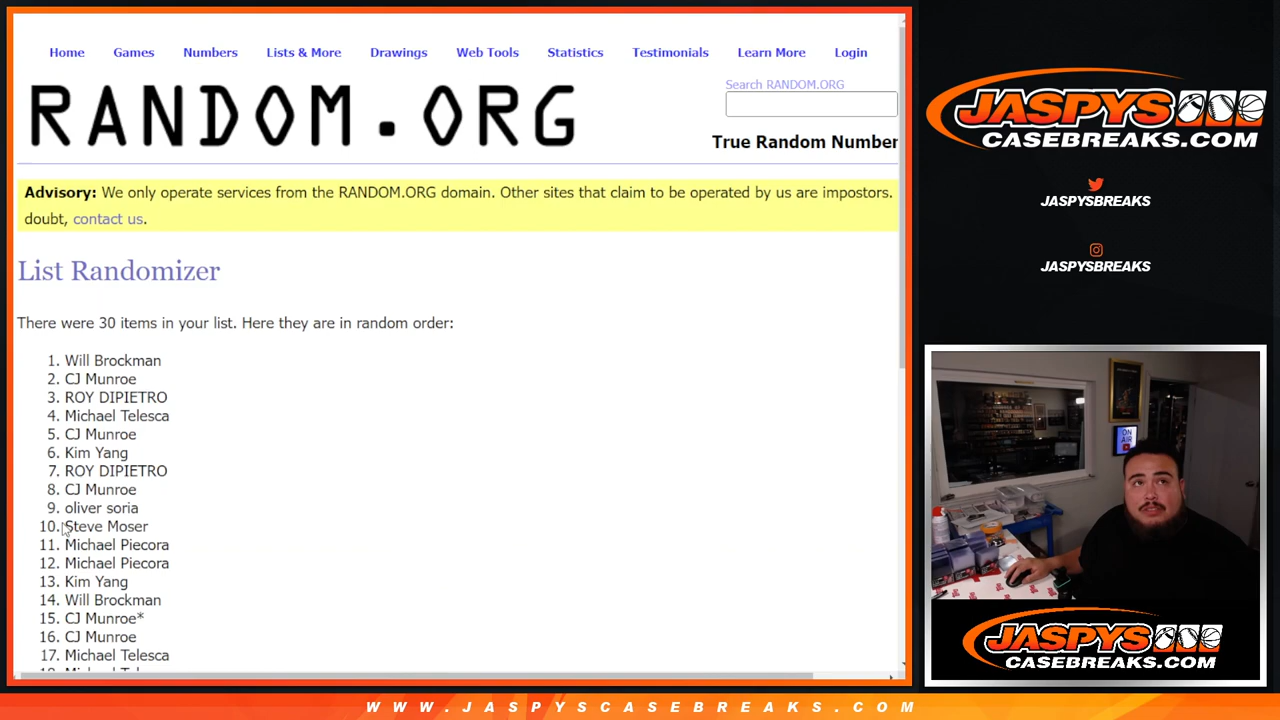 Home Games Numbers Lists & More Drawings Web Tools Statistics Testimonials Learn More Login
Search RANDOM.ORG
RANDOM.ORG
True Random Number
Advisory: We only operate services from the RANDOM.ORG domain. Other sites that claim to be operated by us are impostors.
doubt, contact us.
List Randomizer
There were 30 items in your list. Here they are in random order:
1. Will Brockman
2. CJ Munroe
3. ROY DIPIETRO
4. Michael Telesca
5. CJ Munroe
6. Kim Yang
7. ROY DIPIETRO
8. CJ Munroe
9. oliver soria
10. Steve Moser
11. Michael Piecora
12. Michael Piecora
13. Kim Yang
14. Will Brockman
15. CJ Munroe*
16. CJ Munroe
17. Michael Telesca
JASPYS
CASEBREAKS.COM
JASPYSBREAKS
JASPYSBREAKS
ON
AIR
JASPYS
CASEBREAKS.COM
WWW.JASPYSCASEBREAKS.COM